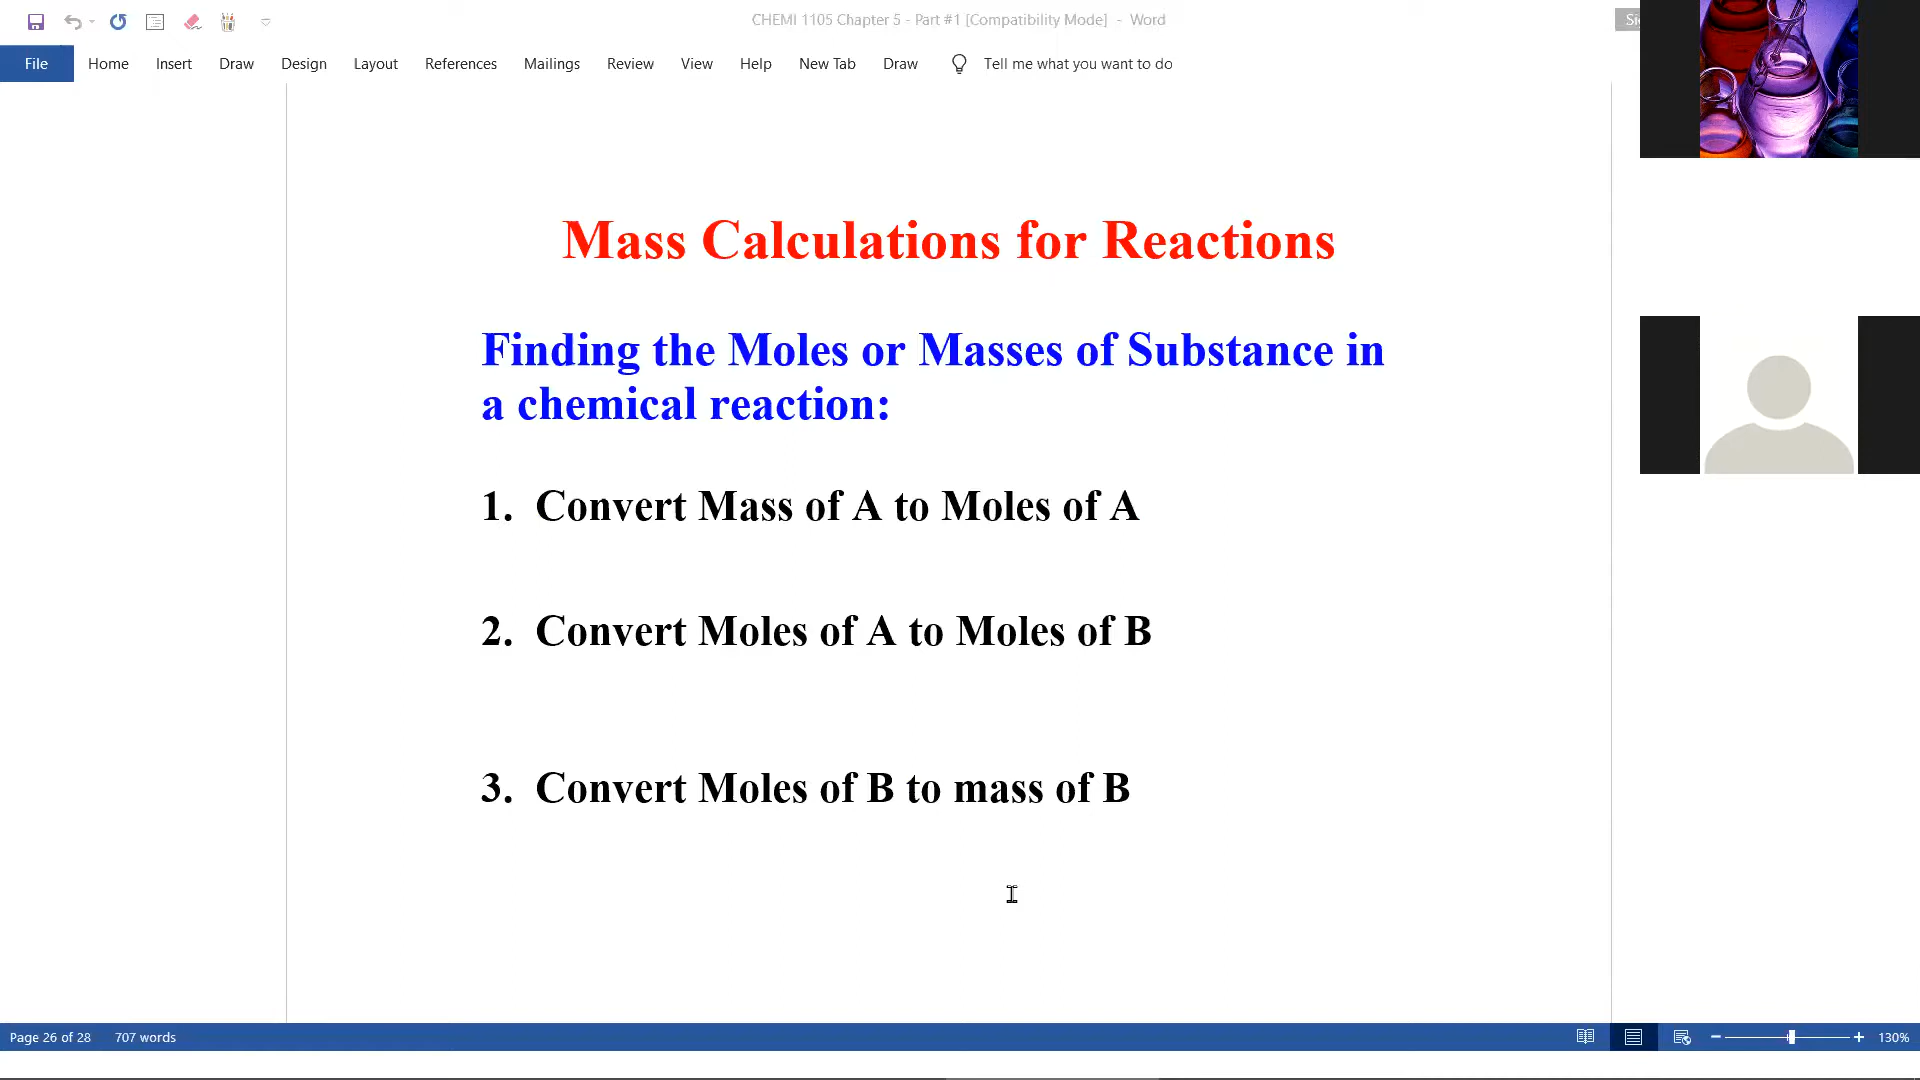 CHEMI 1105 Chapter 5 - Part #1 [Compatibility Mode] - Word
File Home Insert Draw Design Layout References Mailings Review View Help New Tab Draw Tell me what you want to do
Mass Calculations for Reactions
Finding the Moles or Masses of Substance in
a chemical reaction:
1. Convert Mass of A to Moles of A
2. Convert Moles of A to Moles of B
3. Convert Moles of B to mass of B
Page 26 of 28 707 words 130%